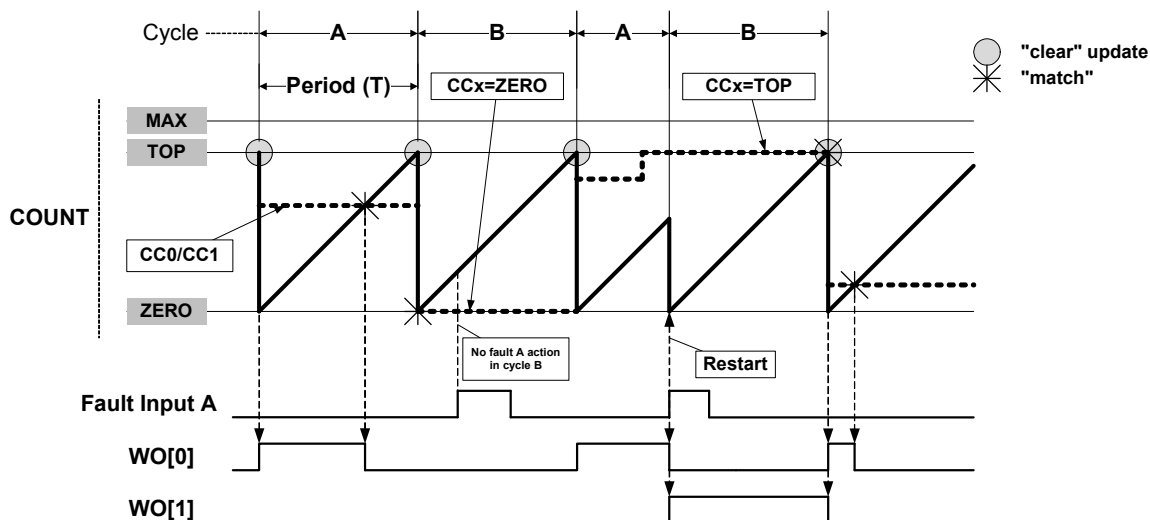 Cycle
A
B
A
B
"clear" update
"match"
Period (T)
CCx=ZERO
CCx=TOP
MAX
TOP
COUNT
CC0/CC1
ZERO
No fault A action
in cycle B
Restart
Fault Input A
WO[0]
WO[1]